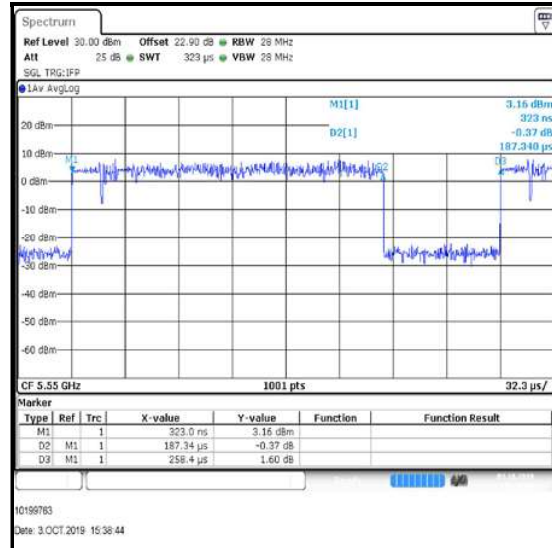 Spectrum
Ref Level 30.00 dBm Offset 22.90 dB RBW 28 MHz
Att 25 dB SWT 323 µs VBW 28 MHz
SGL TRG:IFP
1Av AvgLog
M1[1] 3.16 dBm
323 ns
D2[1] -0.37 dB
187.340 µs
20 dBm
10 dBm
M1
D2
D3
0 dBm
-10 dBm
-20 dBm
-30 dBm
-40 dBm
-50 dBm
-60 dBm
CF 5.55 GHz 1001 pts 32.3 µs/
Marker
Type Ref Trc X-value Y-value Function Function Result
M1 1 323.0 ns 3.16 dBm
D2 M1 1 187.34 µs -0.37 dB
D3 M1 1 258.4 µs 1.60 dB
10199763
Date: 3.OCT.2019 15:38:44